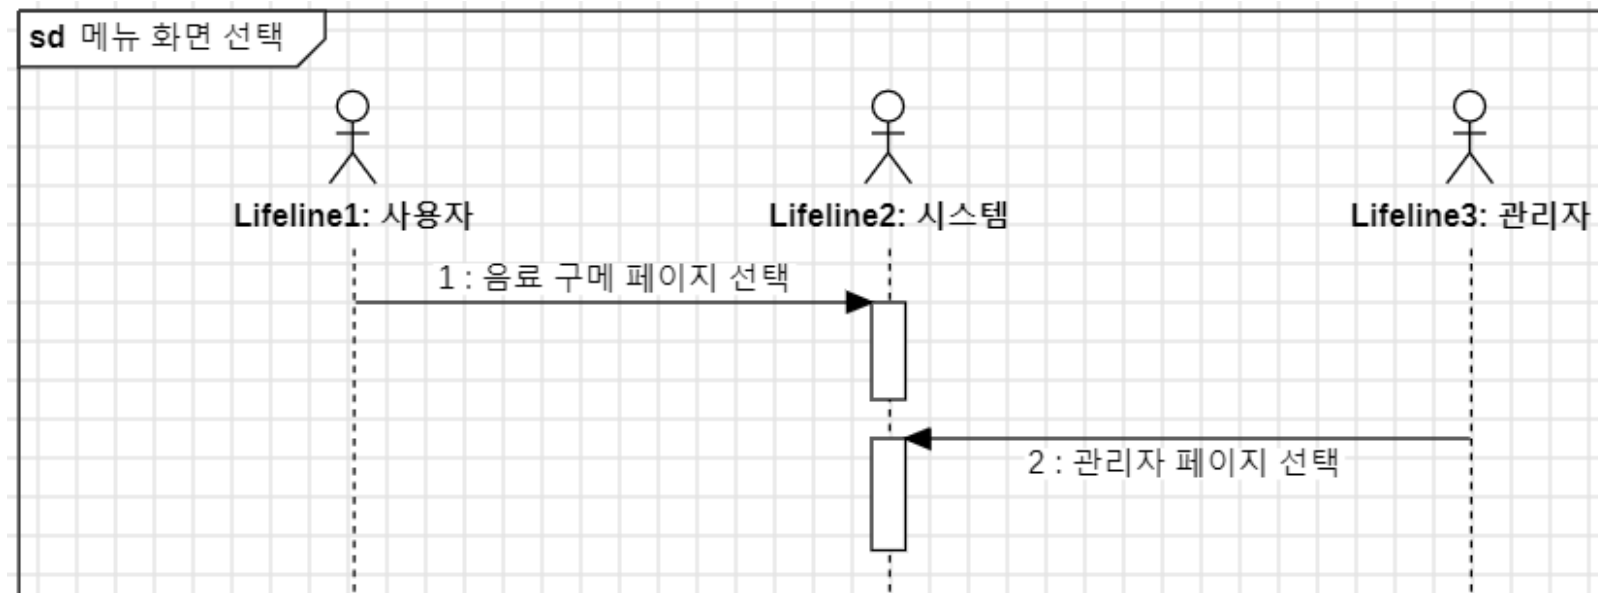 sd 메뉴 화면 선택
Lifeline1: 사용자
Lifeline2: 시스템
Lifeline3: 관리자
1 : 음료 구메 페이지 선택
2 : 관리자 페이지 선택